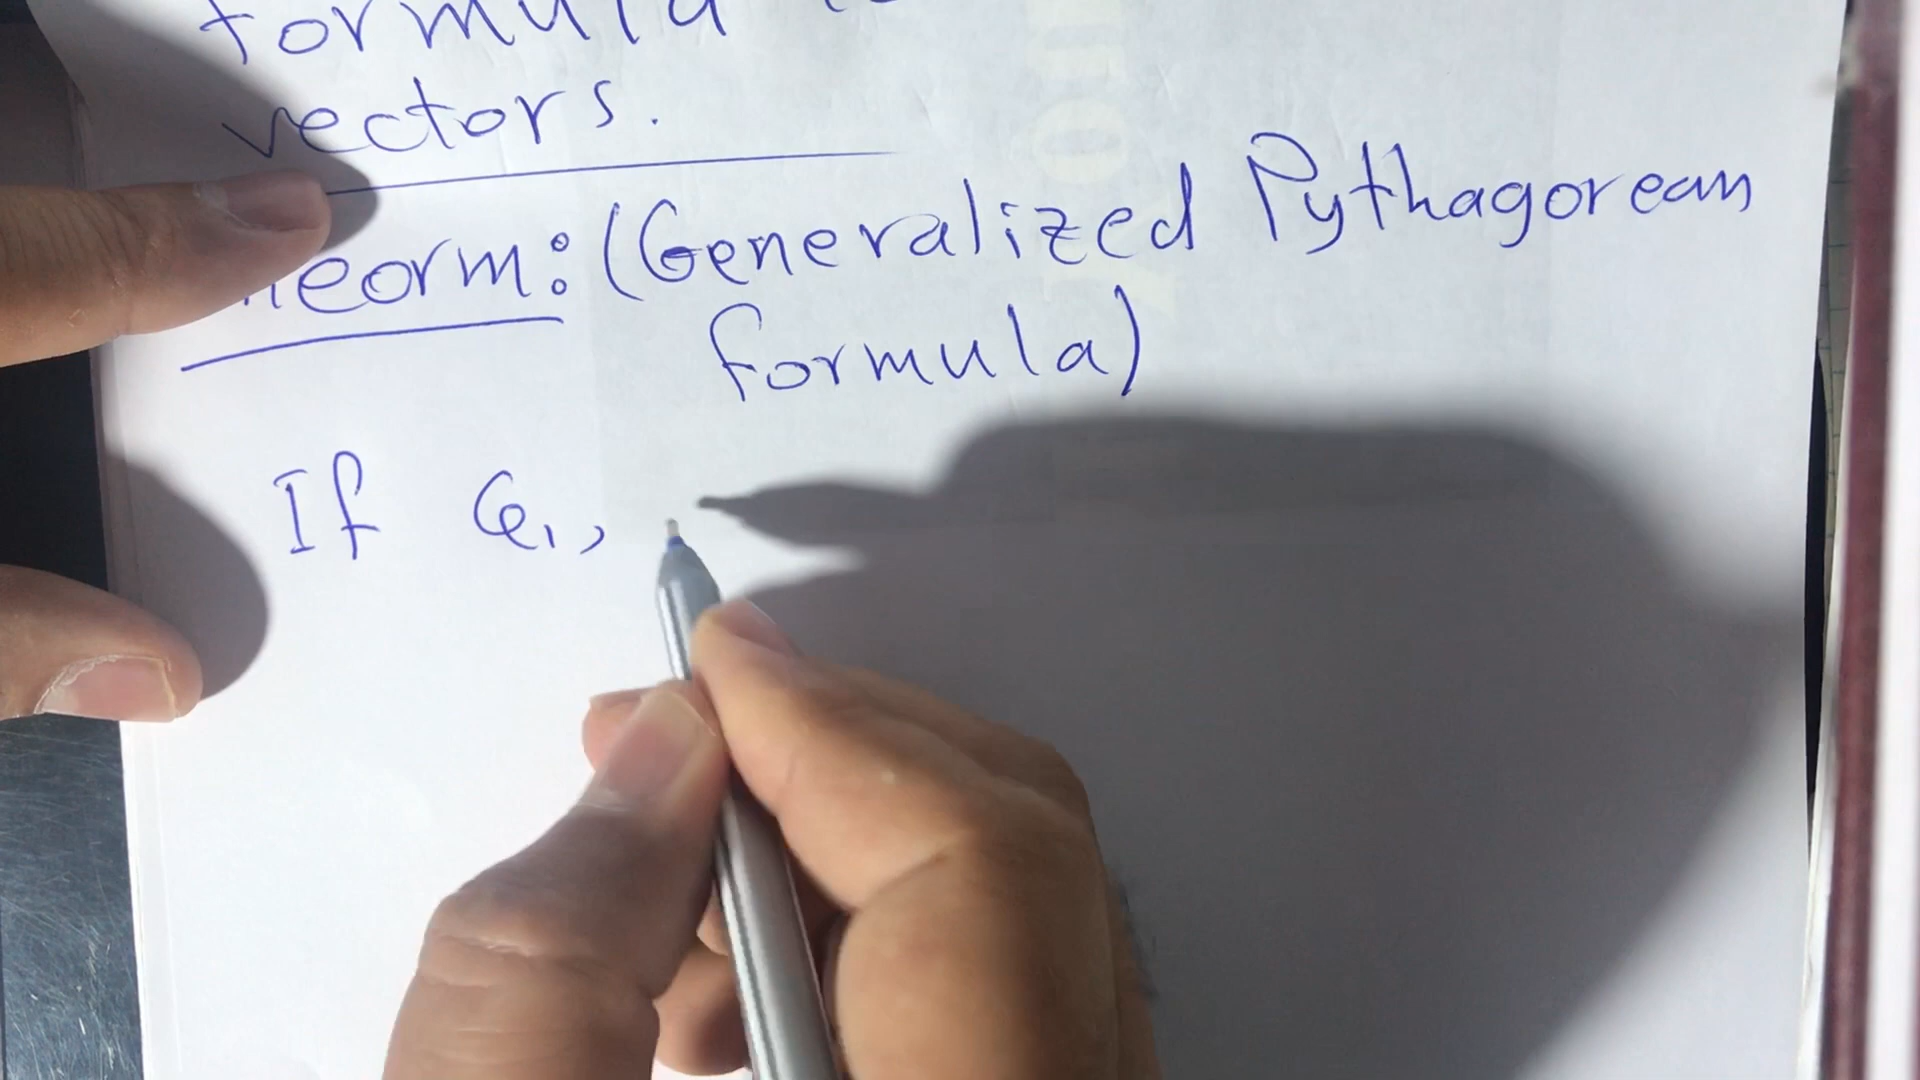 formula
vectors.
heorm: (Generalized Pythagorean
formula)
If e₁,